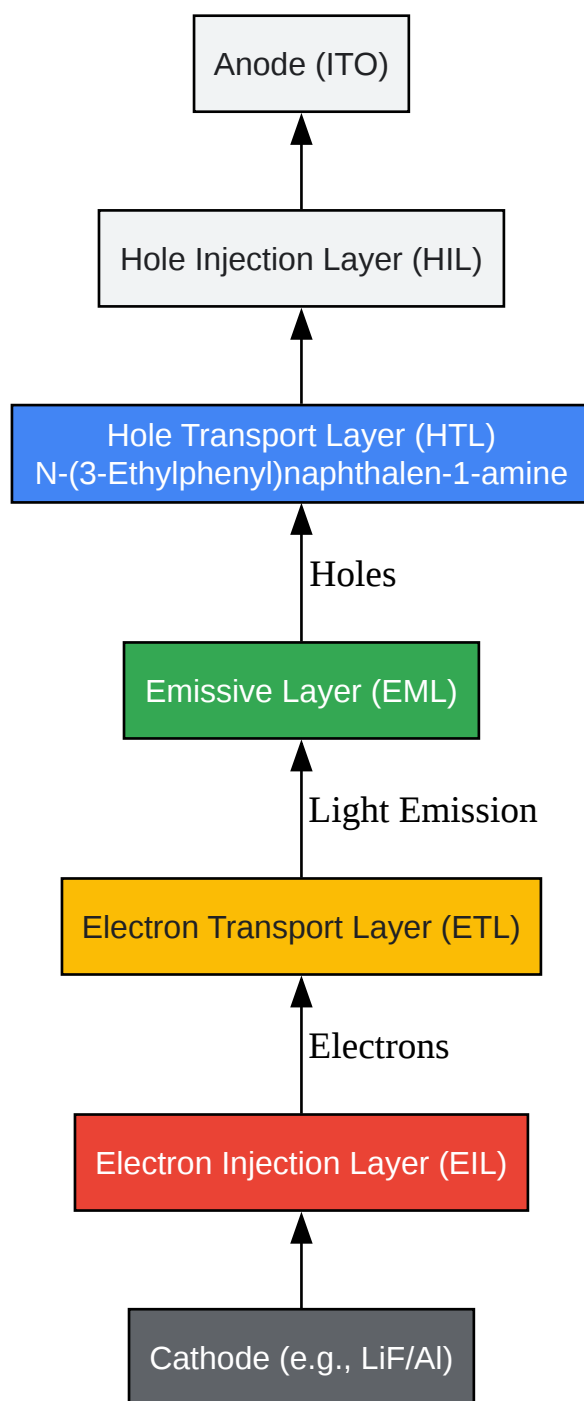 Anode (ITO)
Hole Injection Layer (HIL)
Hole Transport Layer (HTL)
N-(3-Ethylphenyl)naphthalen-1-amine
Holes
Emissive Layer (EML)
Light Emission
Electron Transport Layer (ETL)
Electrons
Electron Injection Layer (EIL)
Cathode (e.g., LiF/Al)